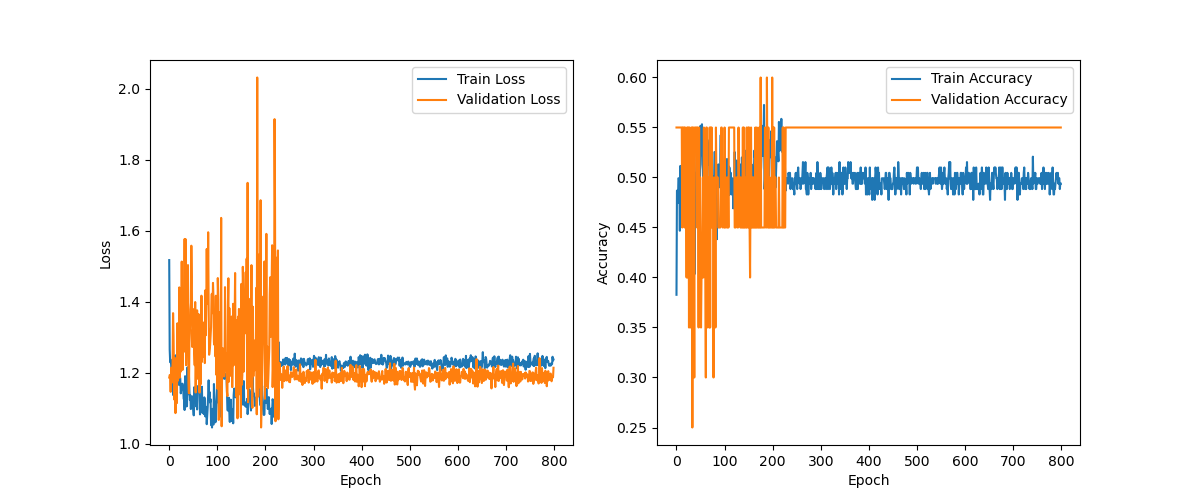 Train Loss
Validation Loss
2.0
1.8
1.6
1.4
1.2
1.0
Loss
0 100 200 300 400 500 600 700 800
Epoch
Train Accuracy
Validation Accuracy
0.60
0.55
0.50
0.45
0.40
0.35
0.30
0.25
Accuracy
0 100 200 300 400 500 600 700 800
Epoch